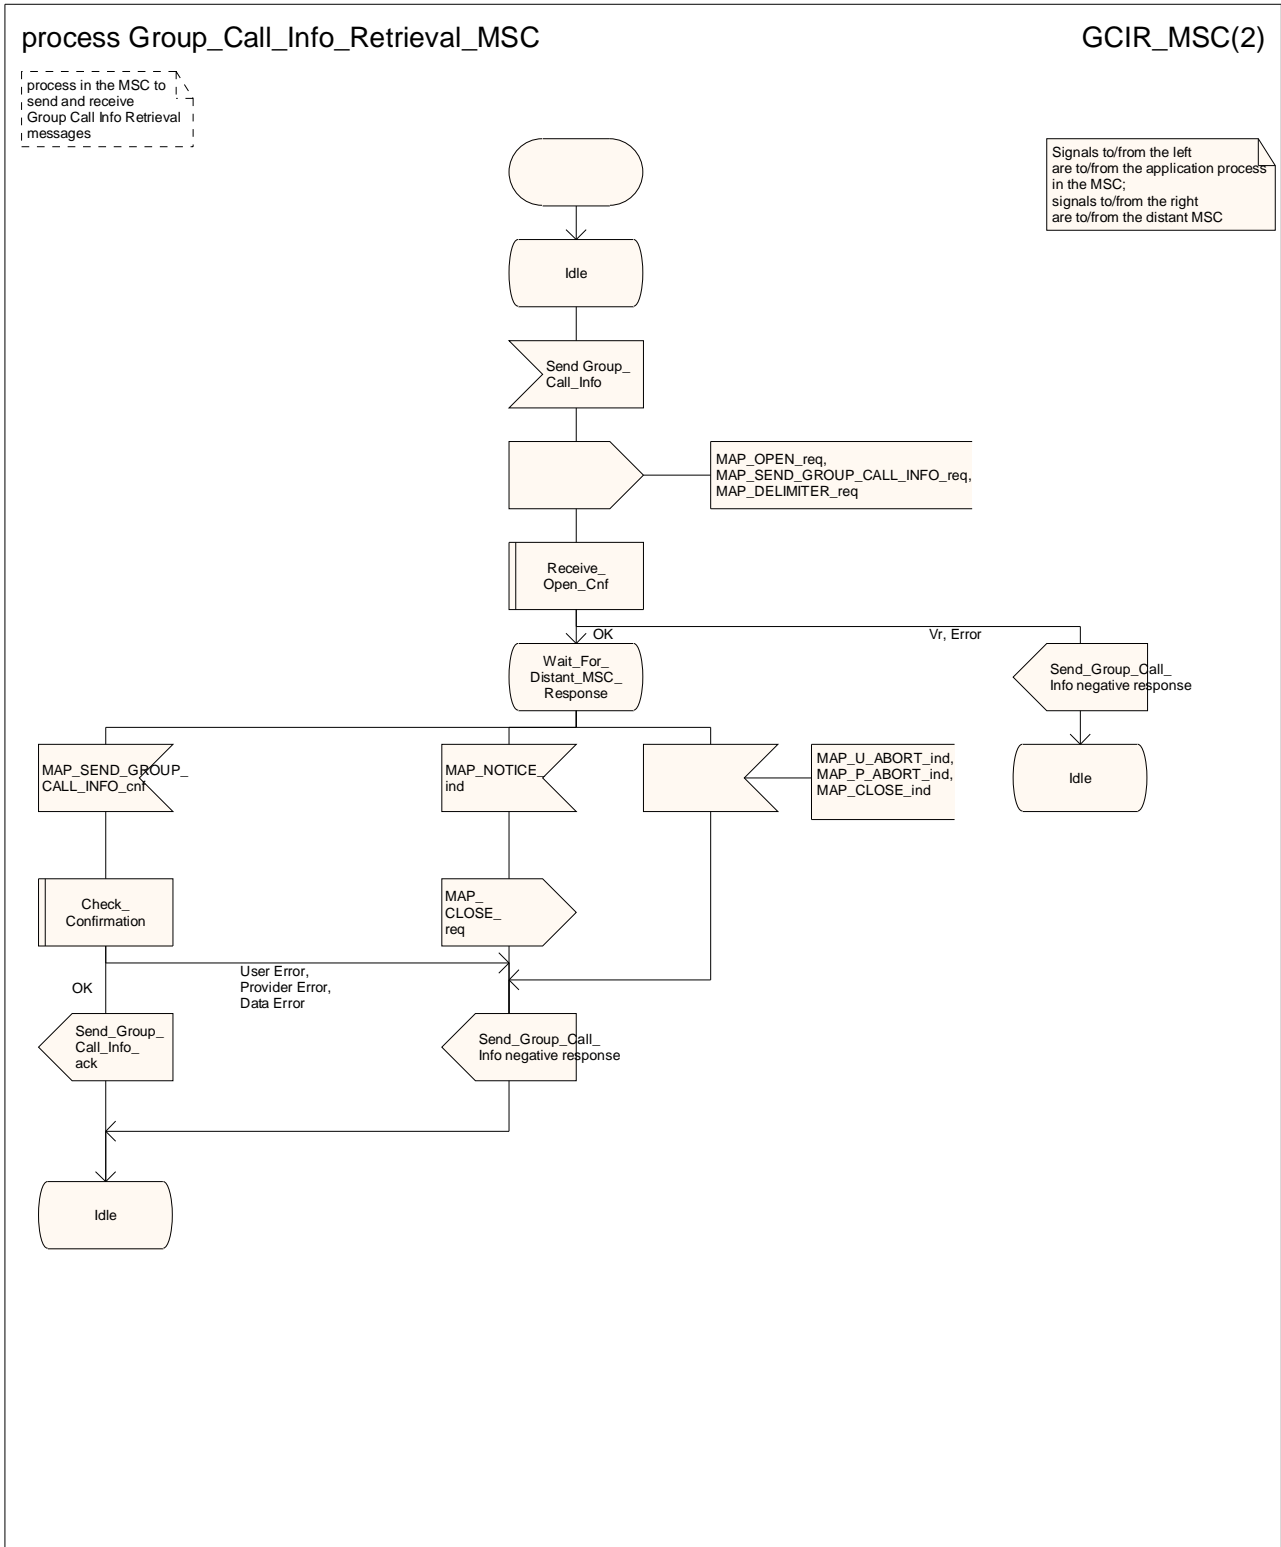 process Group_Call_Info_Retrieval_MSC
GCIR_MSC(2)
process in the MSC to
send and receive
Group Call Info Retrieval
messages
Signals to/from the left
are to/from the application process
in the MSC;
signals to/from the right
are to/from the distant MSC
Idle
Send Group_
Call_Info
MAP_OPEN_req,
MAP_SEND_GROUP_CALL_INFO_req,
MAP_DELIMITER_req
Receive_
Open_Cnf
OK
Vr, Error
Wait_For_
Distant_MSC_
Response
Send_Group_Call_
Info negative response
MAP_SEND_GROUP_
CALL_INFO_cnf
MAP_NOTICE_
ind
MAP_U_ABORT_ind,
MAP_P_ABORT_ind,
MAP_CLOSE_ind
Idle
Check_
Confirmation
MAP_
CLOSE_
req
User Error,
Provider Error,
Data Error
OK
Send_Group_
Call_Info_
ack
Send_Group_Call_
Info negative response
Idle